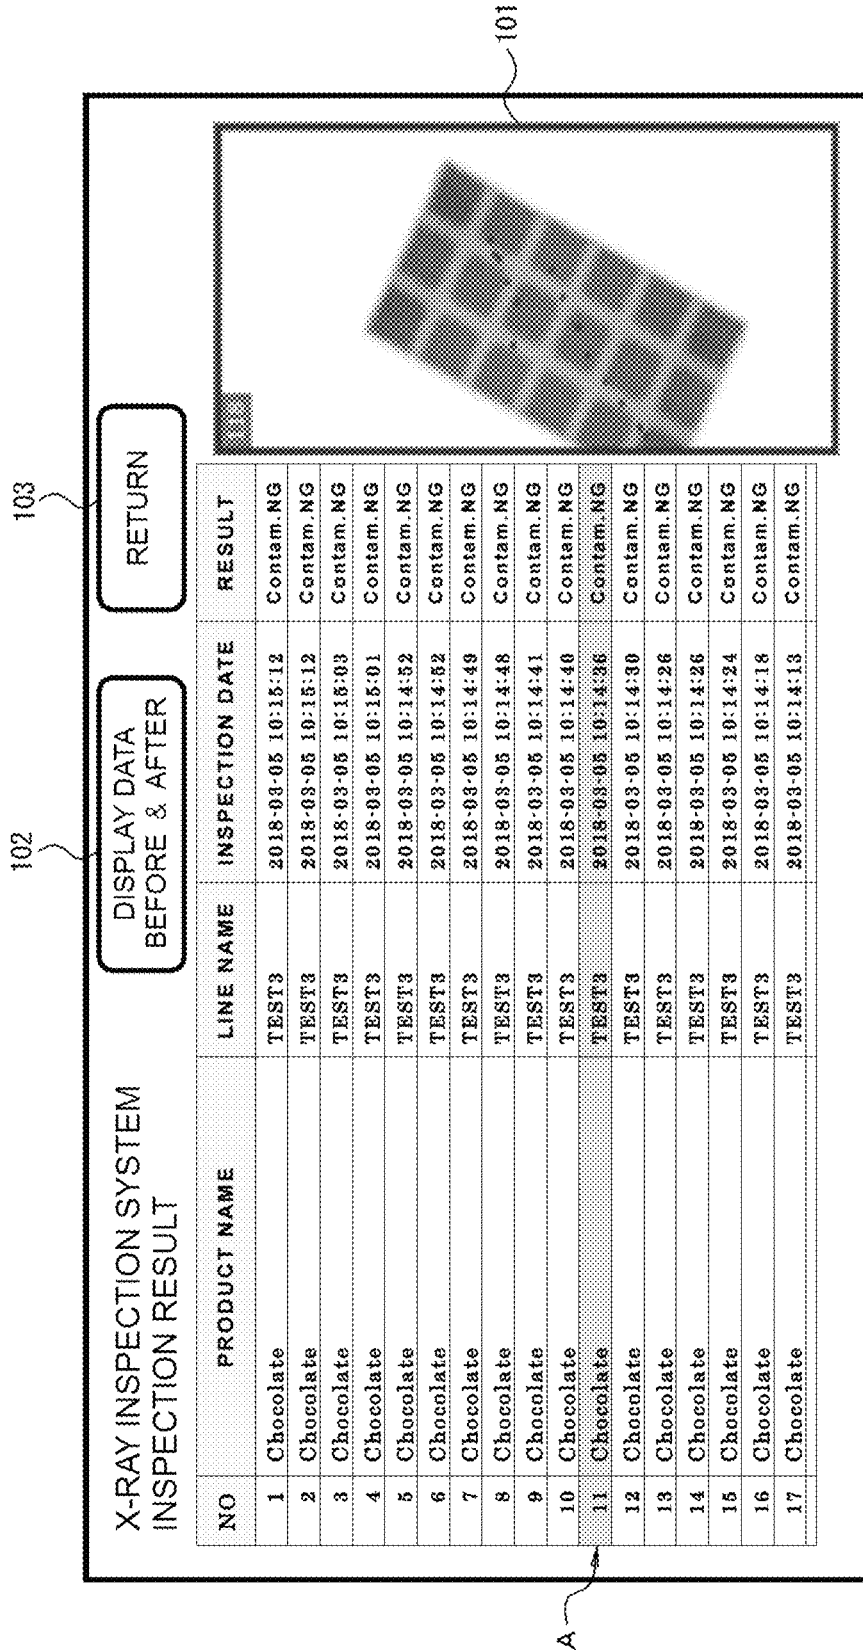 101
103
102
X-RAY INSPECTION SYSTEM
INSPECTION RESULT
DISPLAY DATA
BEFORE & AFTER
RETURN
NO PRODUCT NAME LINE NAME INSPECTION DATE RESULT
1 Chocolate TEST3 2018-03-05 10:15:12 Contam.NG
2 Chocolate TEST3 2018-03-05 10:15:12 Contam.NG
3 Chocolate TEST3 2018-03-05 10:15:03 Contam.NG
4 Chocolate TEST3 2018-03-05 10:15:01 Contam.NG
5 Chocolate TEST3 2018-03-05 10:14:52 Contam.NG
6 Chocolate TEST3 2018-03-05 10:14:52 Contam.NG
7 Chocolate TEST3 2018-03-05 10:14:49 Contam.NG
8 Chocolate TEST3 2018-03-05 10:14:48 Contam.NG
9 Chocolate TEST3 2018-03-05 10:14:41 Contam.NG
10 Chocolate TEST3 2018-03-05 10:14:40 Contam.NG
11 Chocolate TEST3 2018-03-05 10:14:36 Contam.NG
12 Chocolate TEST3 2018-03-05 10:14:30 Contam.NG
13 Chocolate TEST3 2018-03-05 10:14:26 Contam.NG
14 Chocolate TEST3 2018-03-05 10:14:26 Contam.NG
15 Chocolate TEST3 2018-03-05 10:14:24 Contam.NG
16 Chocolate TEST3 2018-03-05 10:14:18 Contam.NG
17 Chocolate TEST3 2018-03-05 10:14:13 Contam.NG
A